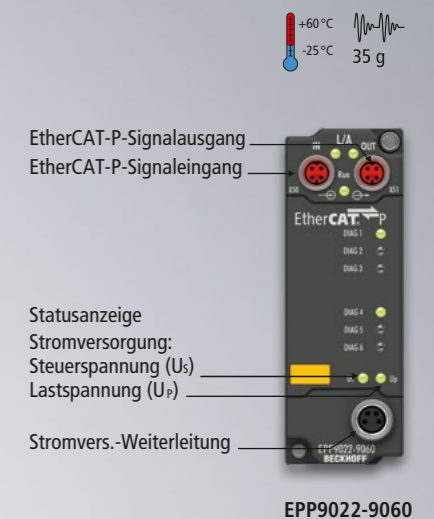 +60°C
-25°C
35 g
EtherCAT-P-Signalausgang
EtherCAT-P-Signaleingang
L/A
IN
OUT
Run
X50
X51
EtherCAT P
DIAG 1
DIAG 2
DIAG 3
DIAG 4
DIAG 5
DIAG 6
Statusanzeige
Stromversorgung:
Steuerspannung (Us)
Lastspannung (UP)
Us
Up
Stromvers.-Weiterleitung
EPP9022-9060
BECKHOFF
EPP9022-9060